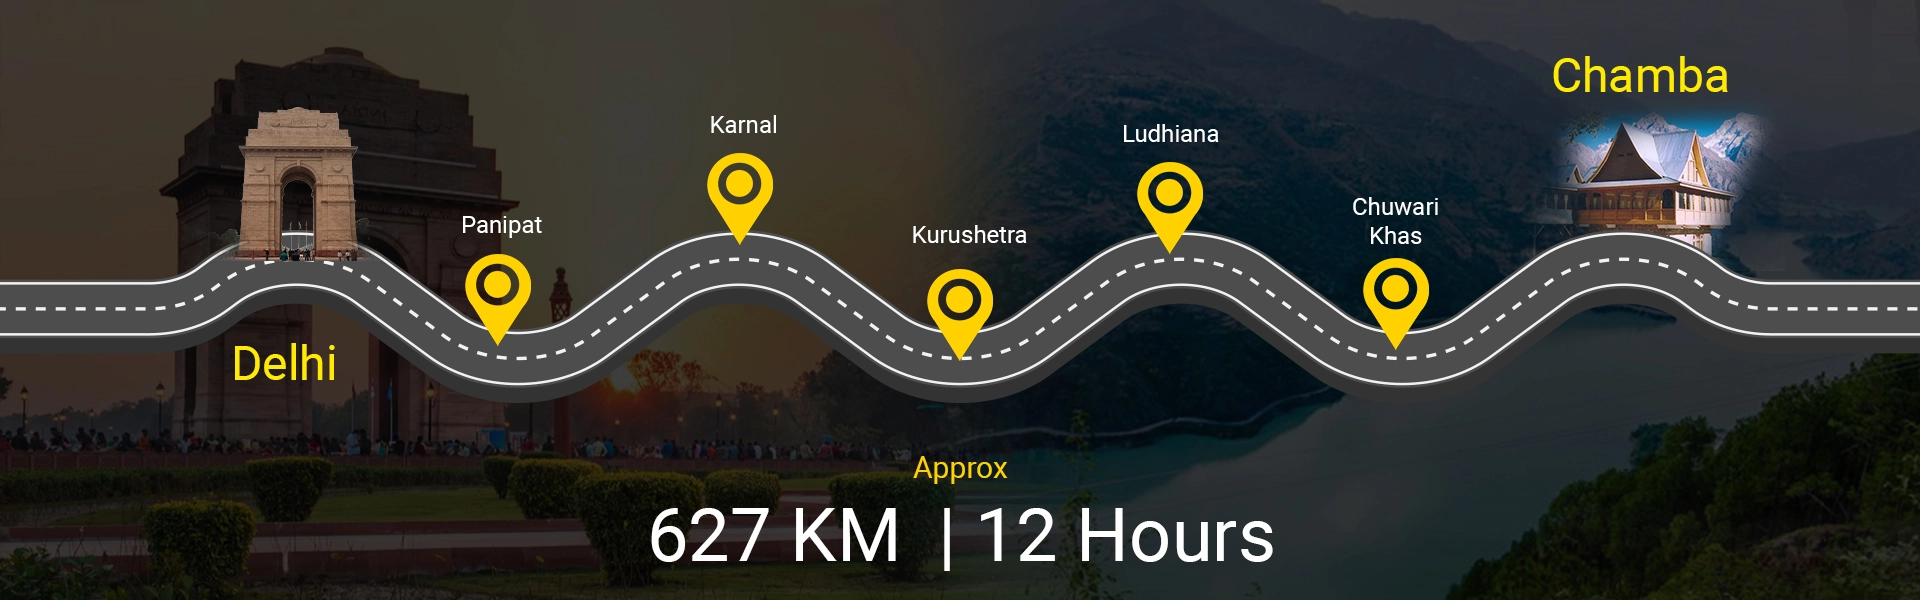 Chamba
Karnal
Ludhiana
Panipat
Kurushetra
Chuwari
Khas
Delhi
Approx
627 KM | 12 Hours